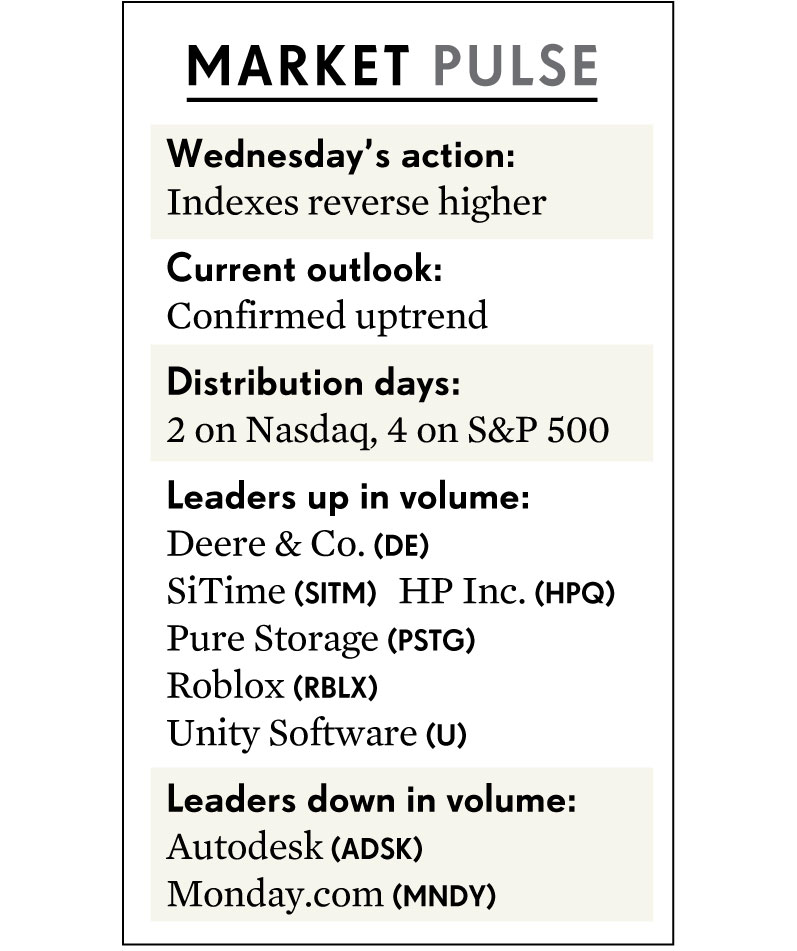 MARKET PULSE
Wednesday’s action:
Indexes reverse higher
Current outlook:
Confirmed uptrend
Distribution days:
2 on Nasdaq, 4 on S&P 500
Leaders up in volume:
Deere & Co. (DE)
SiTime (SITM) HP Inc. (HPQ)
Pure Storage (PSTG)
Roblox (RBLX)
Unity Software (U)
Leaders down in volume:
Autodesk (ADSK)
Monday.com (MNDY)